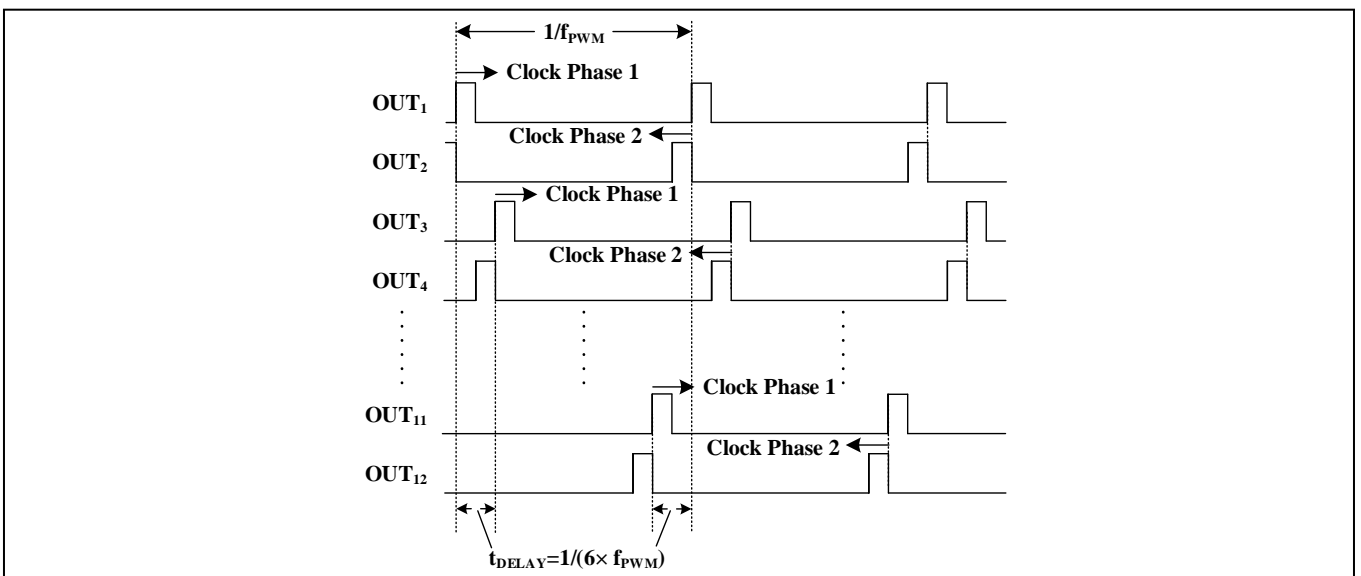 1/fPWM
Clock Phase 1
OUT1
Clock Phase 2
OUT2
Clock Phase 1
OUT3
Clock Phase 2
OUT4
Clock Phase 1
OUT11
Clock Phase 2
OUT12
tDELAY=1/(6× fPWM)